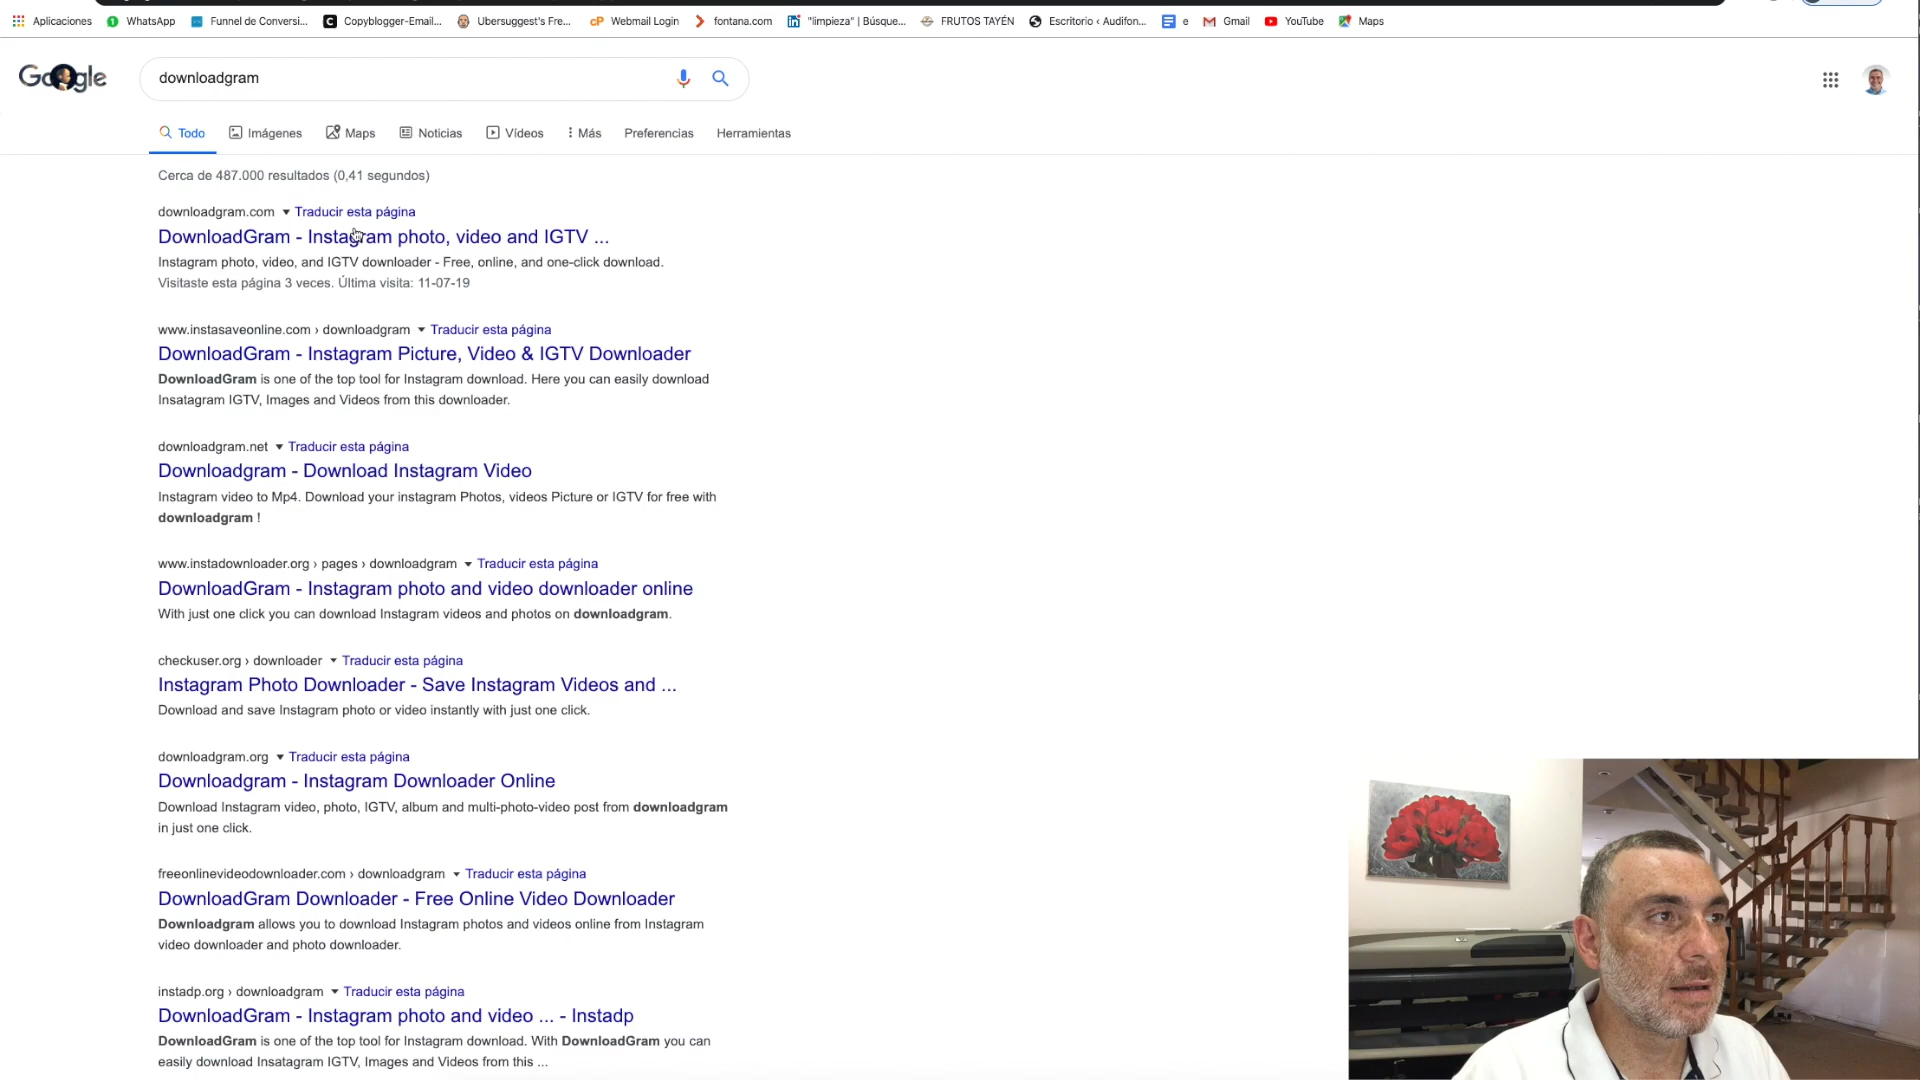 Aplicaciones WhatsApp Funnel de Conversi... Copyblogger-Email... Ubersuggest's Fre... Webmail Login fontana.com "limpieza" | Búsque... FRUTOS TAYÉN Escritorio ‹ Audifon... e Gmail YouTube Maps
Google downloadgram
Todo Imágenes Maps Noticias Vídeos Más Preferencias Herramientas
Cerca de 487.000 resultados (0,41 segundos)
downloadgram.com Traducir esta página
DownloadGram - Instagram photo, video and IGTV ...
Instagram photo, video, and IGTV downloader - Free, online, and one-click download.
Visitaste esta página 3 veces. Última visita: 11-07-19
www.instasaveonline.com › downloadgram Traducir esta página
DownloadGram - Instagram Picture, Video & IGTV Downloader
DownloadGram is one of the top tool for Instagram download. Here you can easily download
Insatagram IGTV, Images and Videos from this downloader.
downloadgram.net Traducir esta página
Downloadgram - Download Instagram Video
Instagram video to Mp4. Download your instagram Photos, videos Picture or IGTV for free with
downloadgram !
www.instadownloader.org › pages › downloadgram Traducir esta página
DownloadGram - Instagram photo and video downloader online
With just one click you can download Instagram videos and photos on downloadgram.
checkuser.org › downloader Traducir esta página
Instagram Photo Downloader - Save Instagram Videos and ...
Download and save Instagram photo or video instantly with just one click.
downloadgram.org Traducir esta página
Downloadgram - Instagram Downloader Online
Download Instagram video, photo, IGTV, album and multi-photo-video post from downloadgram
in just one click.
freeonlinevideodownloader.com › downloadgram Traducir esta página
DownloadGram Downloader - Free Online Video Downloader
Downloadgram allows you to download Instagram photos and videos online from Instagram
video downloader and photo downloader.
instadp.org › downloadgram Traducir esta página
DownloadGram - Instagram photo and video ... - Instadp
DownloadGram is one of the top tool for Instagram download. With DownloadGram you can
easily download Insatagram IGTV, Images and Videos from this ...